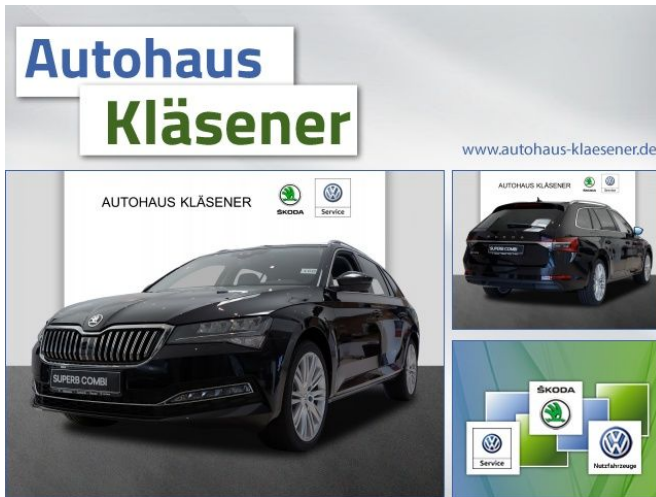 Autohaus
Kläsener
www.autohaus-klaesener.de
AUTOHAUS KLÄSENER
ŠKODA
Service
SUPERB COMBI
AUTOHAUS KLÄSENER
ŠKODA
Service
Nutzfahrzeuge